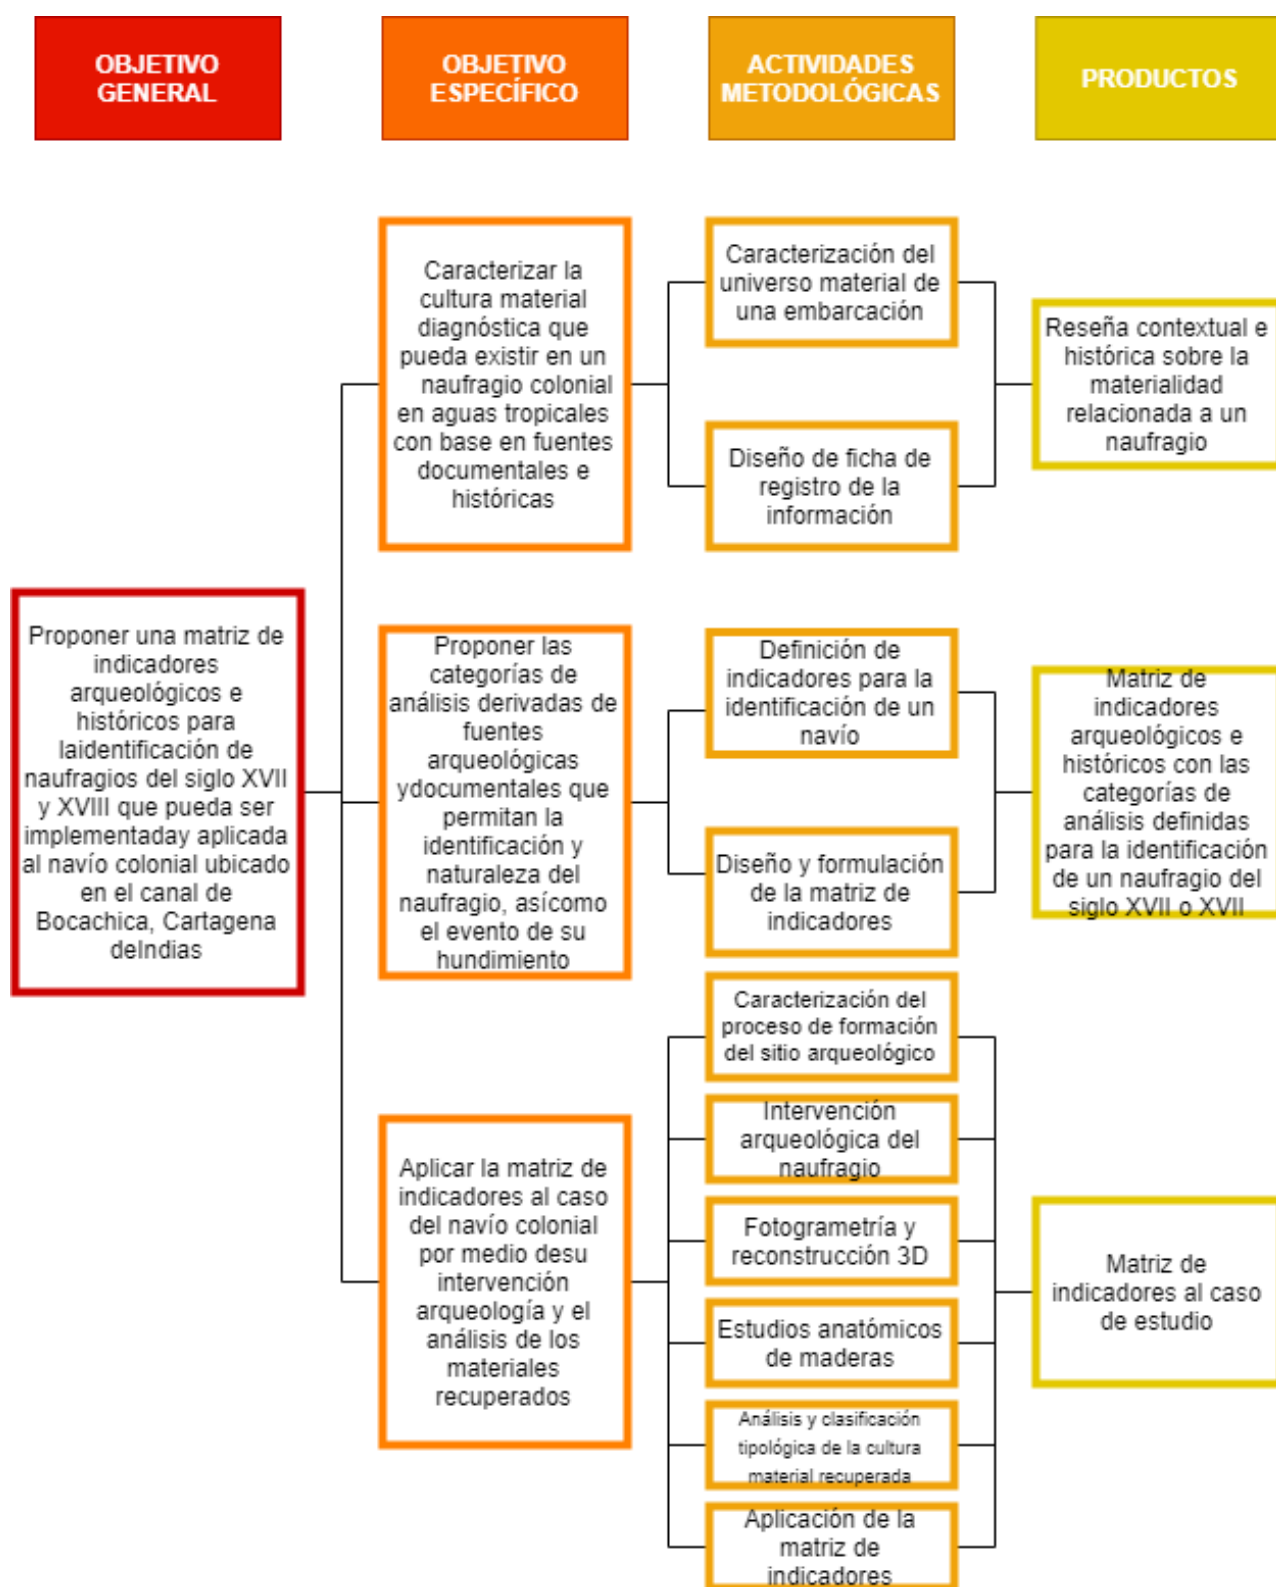 OBJETIVO
GENERAL
OBJETIVO
ESPECÍFICO
ACTIVIDADES
METODOLÓGICAS
PRODUCTOS
Proponer una matriz de
indicadores
arqueológicos e
históricos para
laidentificación de
naufragios del siglo XVII
y XVIII que pueda ser
implementaday aplicada
al navío colonial ubicado
en el canal de
Bocachica, Cartagena
deIndias
Caracterizar la
cultura material
diagnóstica que
pueda existir en un
naufragio colonial
en aguas tropicales
con base en fuentes
documentales e
históricas
Caracterización del
universo material de
una embarcación
Diseño de ficha de
registro de la
información
Reseña contextual e
histórica sobre la
materialidad
relacionada a un
naufragio
Proponer las
categorías de
análisis derivadas de
fuentes
arqueológicas
ydocumentales que
permitan la
identificación y
naturaleza del
naufragio, asícomo
el evento de su
hundimiento
Definición de
indicadores para la
identificación de un
navío
Diseño y formulación
de la matriz de
indicadores
Matriz de
indicadores
arqueológicos e
históricos con las
categorías de
análisis definidas
para la identificación
de un naufragio del
siglo XVII o XVII
Aplicar la matriz de
indicadores al caso
del navío colonial
por medio desu
intervención
arqueología y el
análisis de los
materiales
recuperados
Caracterización del
proceso de formación
del sitio arqueológico
Intervención
arqueológica del
naufragio
Fotogrametría y
reconstrucción 3D
Estudios anatómicos
de maderas
Análisis y clasificación
tipológica de la cultura
material recuperada
Aplicación de la
matriz de
indicadores
Matriz de
indicadores al caso
de estudio